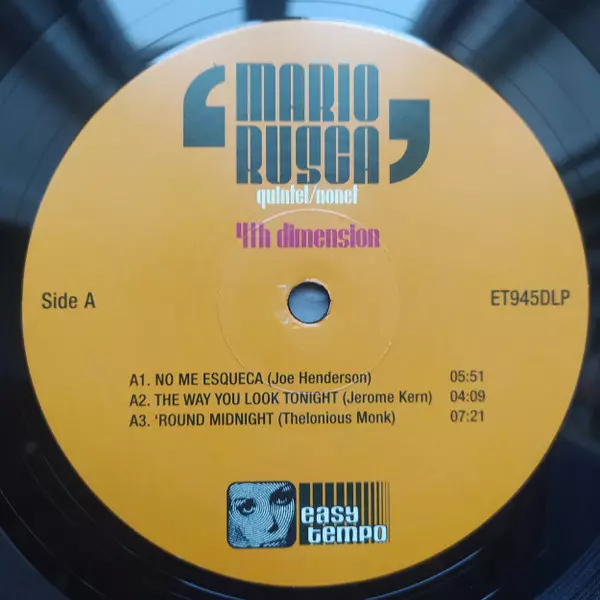 ‘MARIO
RUSCA’
quintet/nonet
4th dimension
Side A
ET945DLP
A1. NO ME ESQUECA (Joe Henderson) 05:51
A2. THE WAY YOU LOOK TONIGHT (Jerome Kern) 04:09
A3. ‘ROUND MIDNIGHT (Thelonious Monk) 07:21
easy
tempo